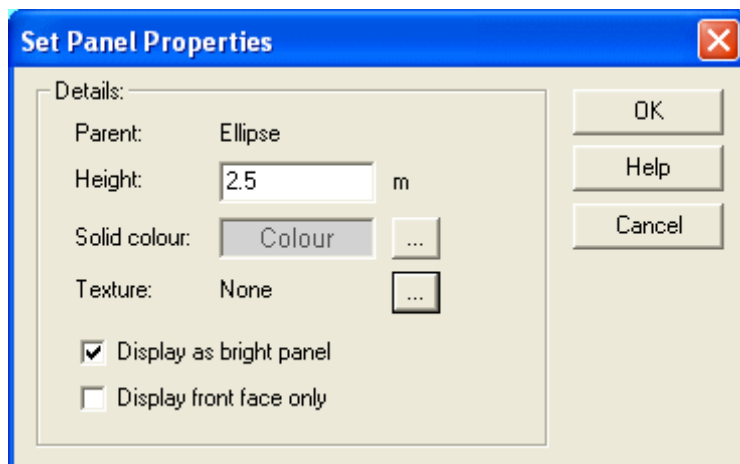 Set Panel Properties
Details:
Parent: Ellipse
Height: 2.5 m
Solid colour: Colour ...
Texture: None ...
Display as bright panel
Display front face only
OK
Help
Cancel